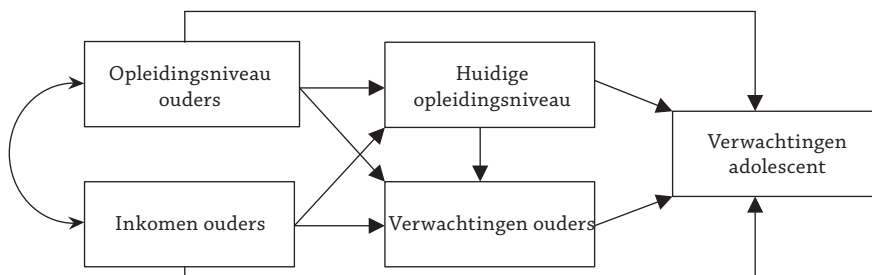 Opleidingsniveau
ouders
Huidige
opleidingsniveau
Verwachtingen
adolescent
Inkomen ouders
Verwachtingen ouders